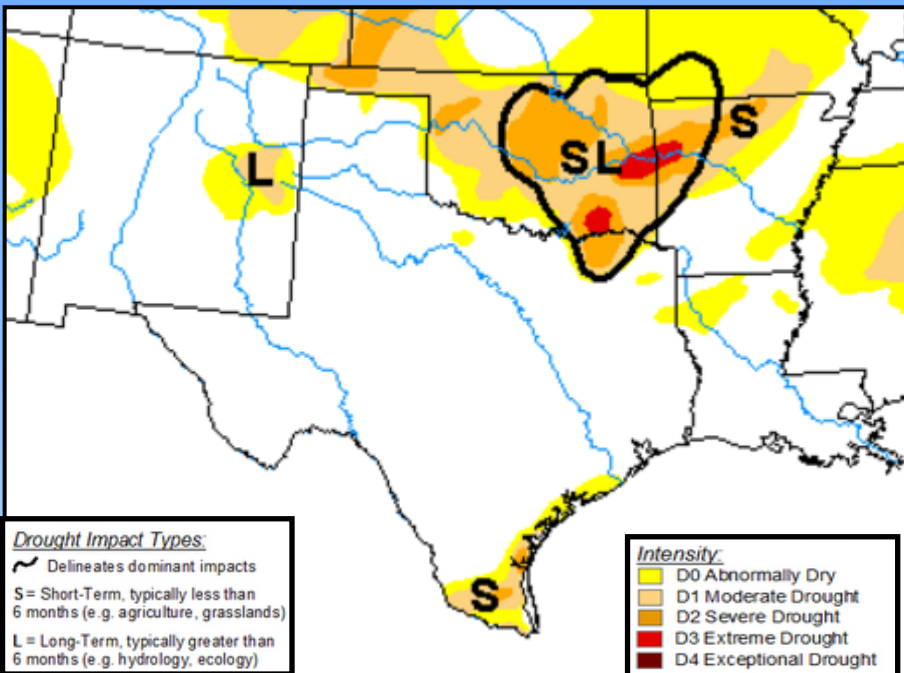 L
S L
S
S
Drought Impact Types:
Delineates dominant impacts
S = Short-Term, typically less than
6 months (e.g. agriculture, grasslands)
L = Long-Term, typically greater than
6 months (e.g. hydrology, ecology)
Intensity:
D0 Abnormally Dry
D1 Moderate Drought
D2 Severe Drought
D3 Extreme Drought
D4 Exceptional Drought